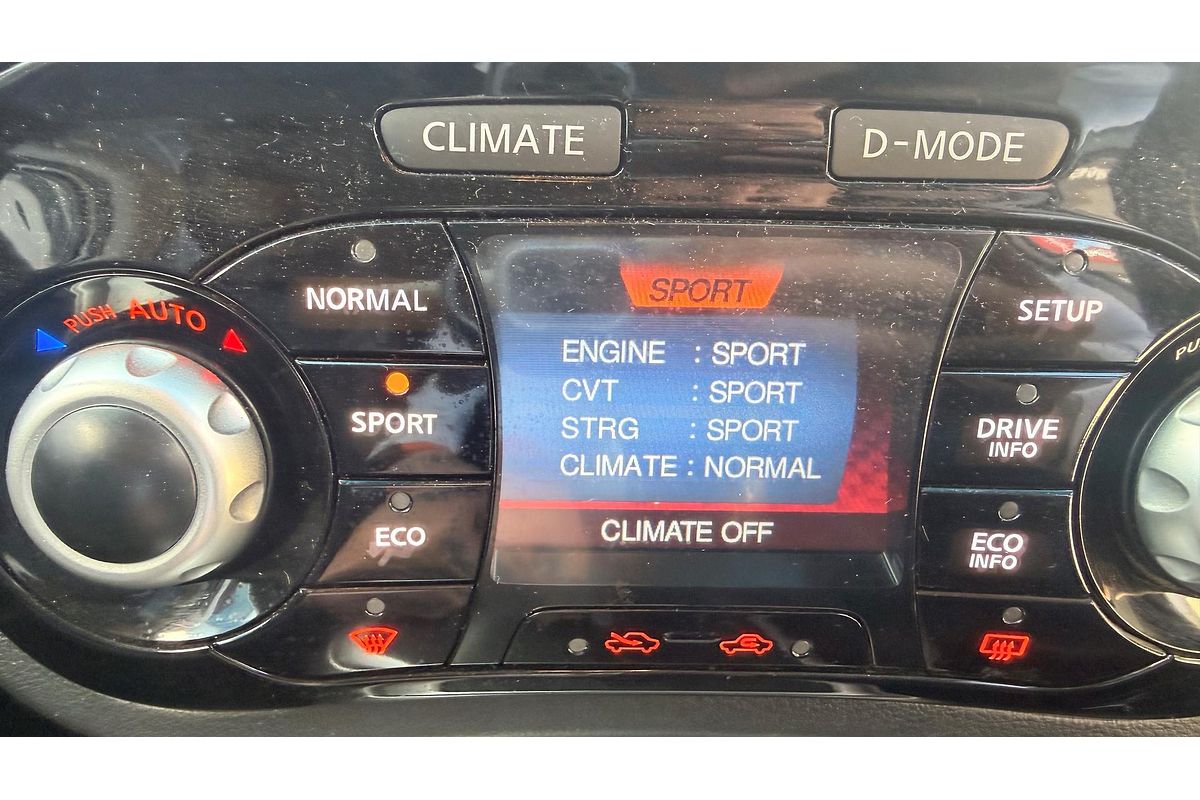 CLIMATE
D-MODE
PUSH AUTO
NORMAL
SPORT
ECO
SPORT
ENGINE : SPORT
CVT : SPORT
STRG : SPORT
CLIMATE : NORMAL
CLIMATE OFF
SETUP
DRIVE
INFO
ECO
INFO